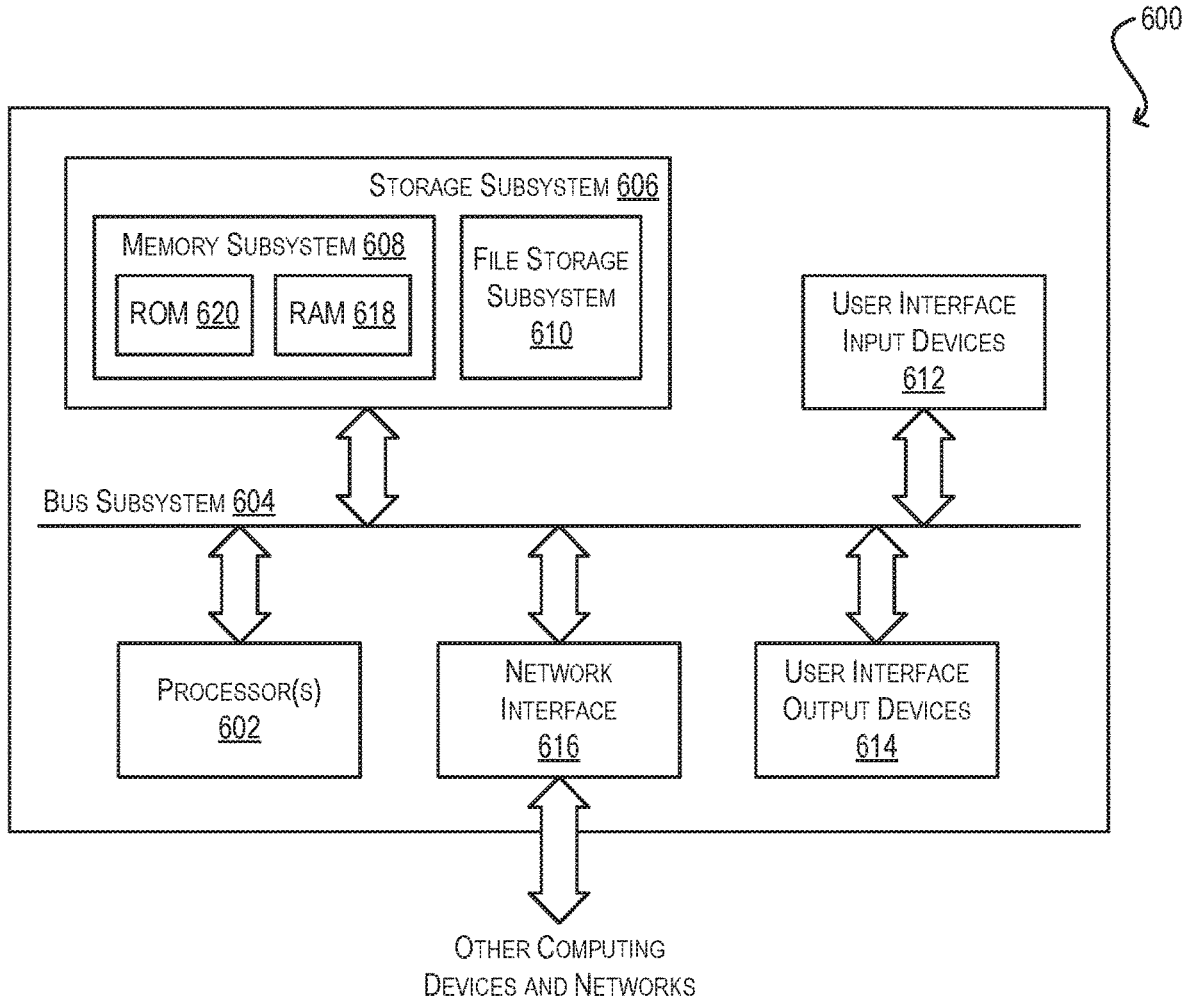 600
STORAGE SUBSYSTEM 606
MEMORY SUBSYSTEM 608
ROM 620
RAM 618
FILE STORAGE
SUBSYSTEM
610
USER INTERFACE
INPUT DEVICES
612
BUS SUBSYSTEM 604
PROCESSOR(S)
602
NETWORK
INTERFACE
616
USER INTERFACE
OUTPUT DEVICES
614
OTHER COMPUTING
DEVICES AND NETWORKS